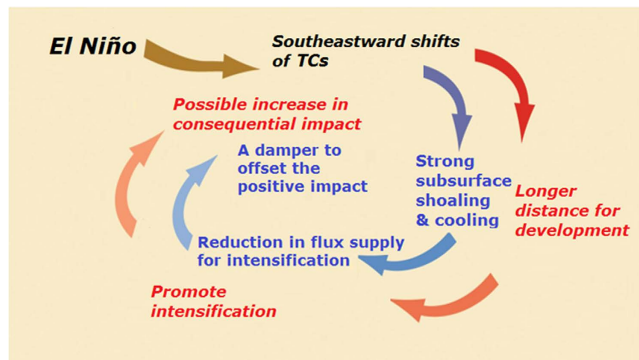 El Niño
Southeastward shifts
of TCs
Possible increase in
consequential impact
A damper to
offset the
positive impact
Strong
subsurface
shoaling
& cooling
Longer
distance for
development
Reduction in flux supply
for intensification
Promote
intensification